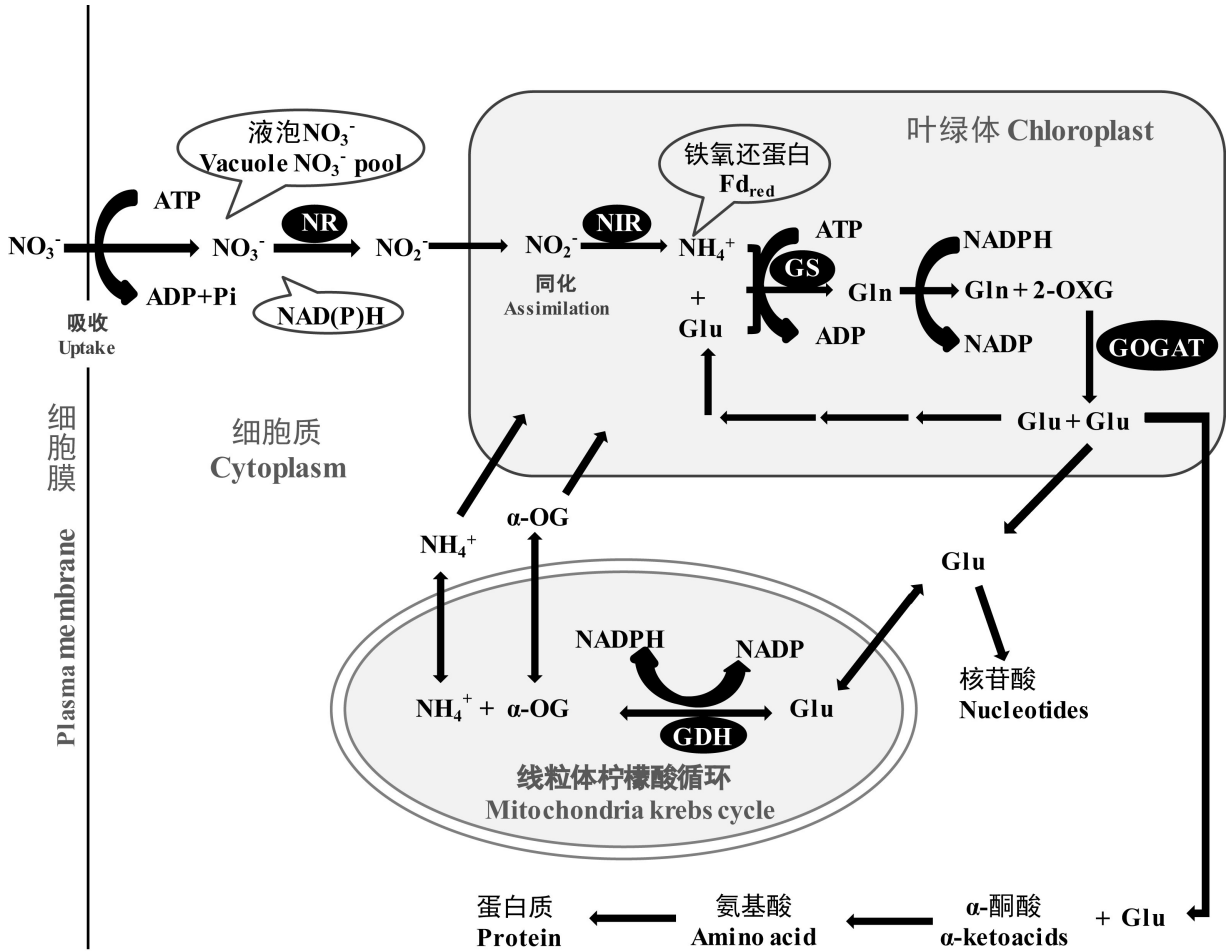 叶绿体 Chloroplast
液泡NO₃⁻
Vacuole NO₃⁻ pool
铁氧还蛋白
Fd_red
ATP
NR
NIR
ATP
NADPH
NO₃⁻
NO₃⁻
NO₂⁻
NO₂⁻
NH₄⁺
GS
Gln
Gln + 2-OXG
同化
Assimilation
+
Glu
ADP+Pi
NAD(P)H
ADP
NADP
GOGAT
吸收
Uptake
Glu + Glu
细胞膜
Plasma membrane
细胞质
Cytoplasm
α-OG
NH₄⁺
Glu
NADPH
NADP
NH₄⁺ + α-OG
Glu
GDH
核苷酸
Nucleotides
线粒体柠檬酸循环
Mitochondria krebs cycle
蛋白质
Protein
氨基酸
Amino acid
α-酮酸
α-ketoacids
+ Glu